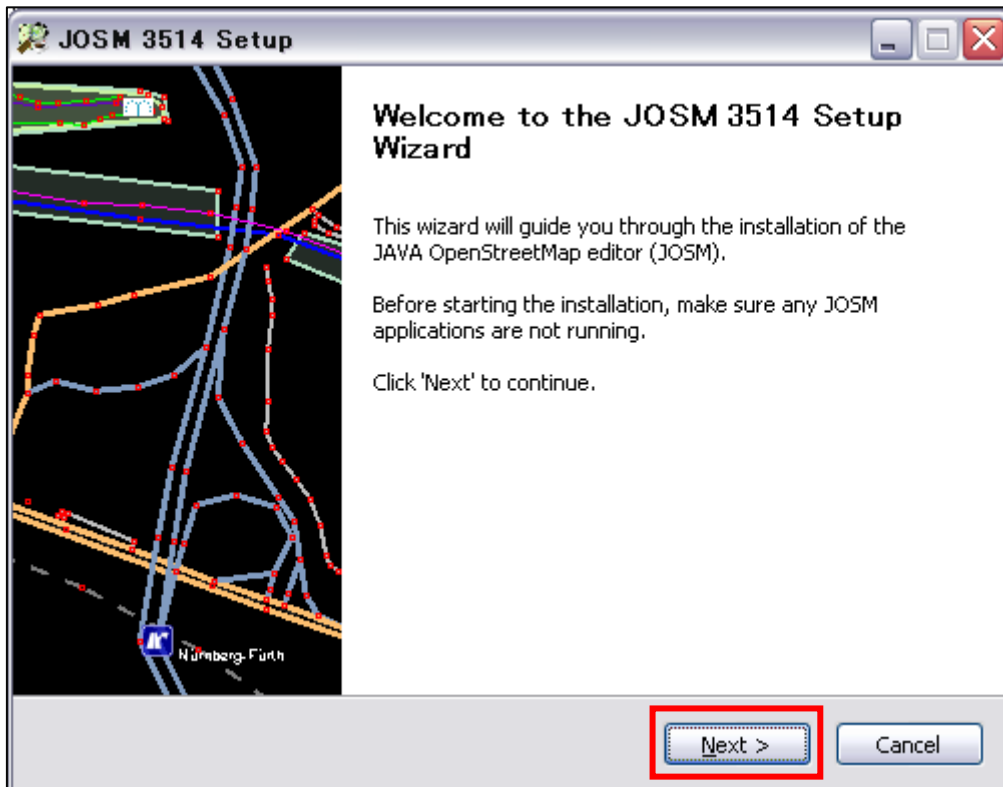 JOSM 3514 Setup
Welcome to the JOSM 3514 Setup
Wizard
This wizard will guide you through the installation of the
JAVA OpenStreetMap editor (JOSM).
Before starting the installation, make sure any JOSM
applications are not running.
Click 'Next' to continue.
Nürnberg-Fürth
Next >
Cancel